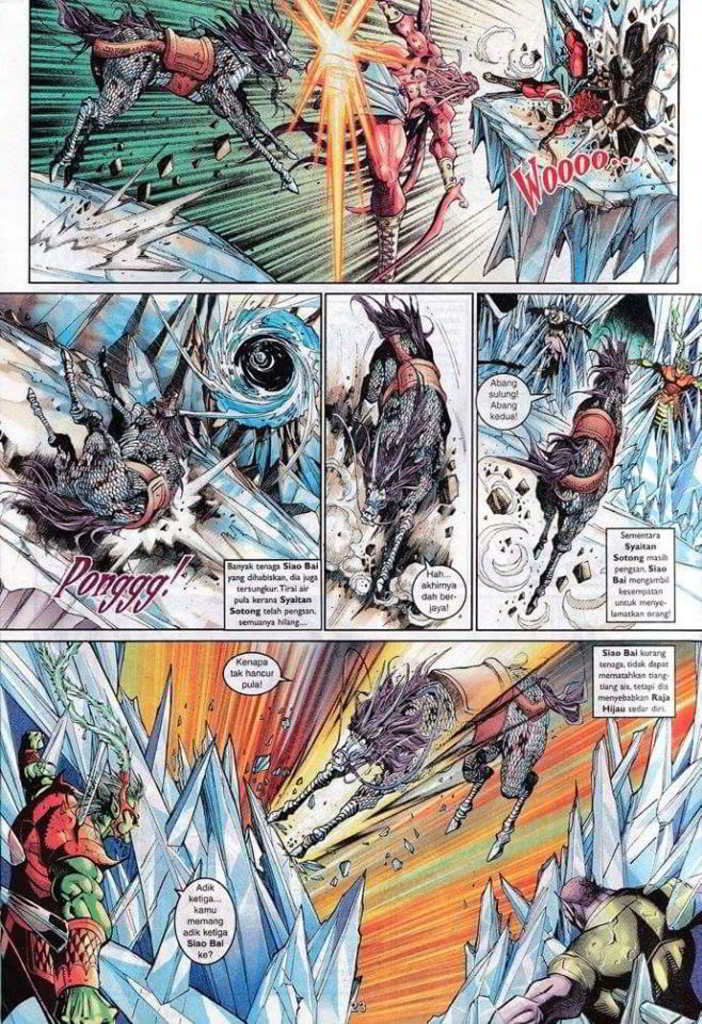 Woooo...
Ponggg!
Banyak tenaga Siao Bai
yang dihabiskan, dia juga
tersungkur. Tirai air
pula kerana Syaitan
Sotong telah pengsan,
semuanya hilang....
Hah...
akhirnya
dah ber-
jaya!
Abang
sulung!
Abang
kedua!
Sementara
Syaitan
Sotong masih
pengsan, Siao
Bai mengambil
kesempatan
untuk menye-
lamatkan orang!
Kenapa
tak hancur
pula!
Siao Bai kurang
tenaga, tidak dapat
mematahkan tiang-
tiang ais, tetapi dia
menyebabkan Raja
Hijau sedar diri.
Adik
ketiga...
kamu
memang
adik ketiga
Siao Bai
ke?
23